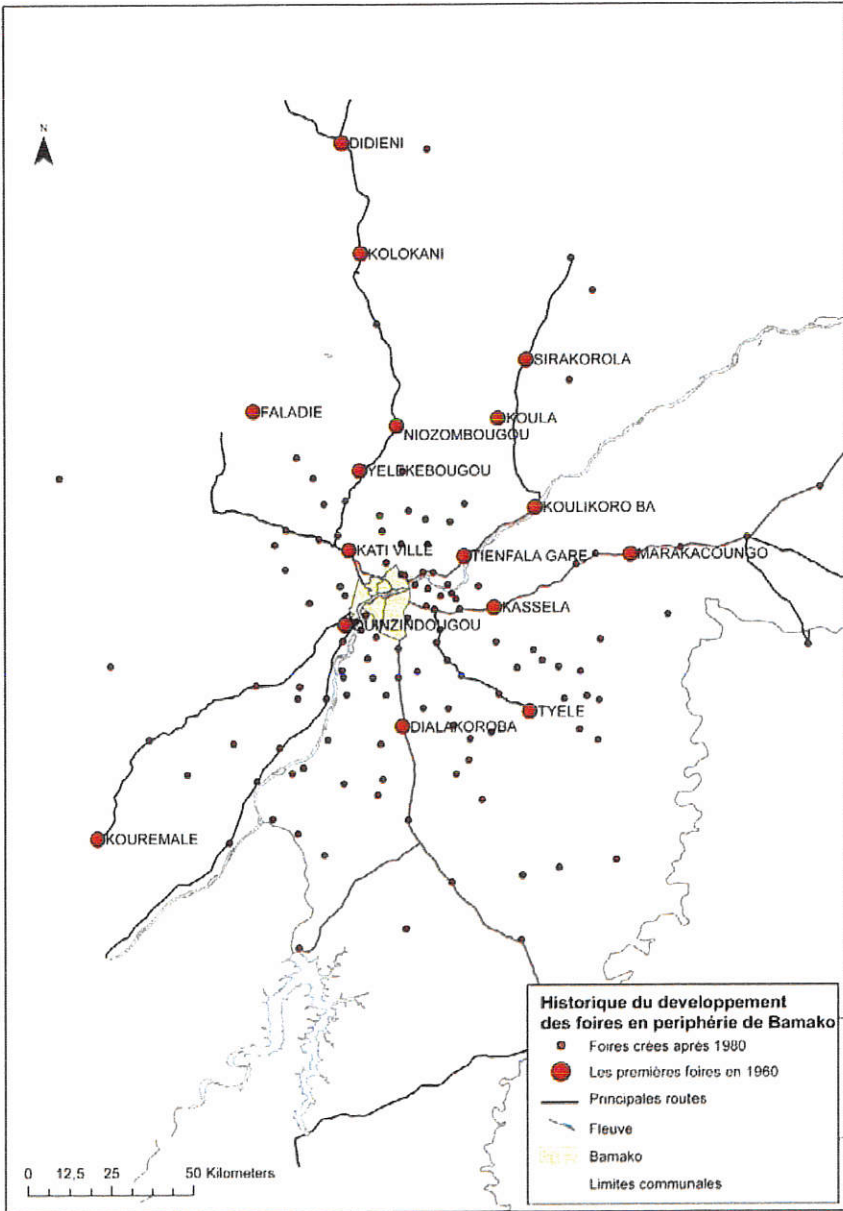 N
DIDIENI
KOLOKANI
SIRAKOROLA
FALADIE
KOULA
NIOZOMBOUGOU
YELEKEBOUGOU
KOULIKORO BA
KATI VILLE
TIENFALA GARE
MARAKACOUNGO
KASSELA
OUINZINDOUGOU
TYELE
DIALAKOROBA
KOUREMALE
Historique du developpement
des foires en periphérie de Bamako
Foires crées après 1980
Les premières foires en 1960
Principales routes
Fleuve
Bamako
Limites communales
0 12,5 25 50 Kilometers